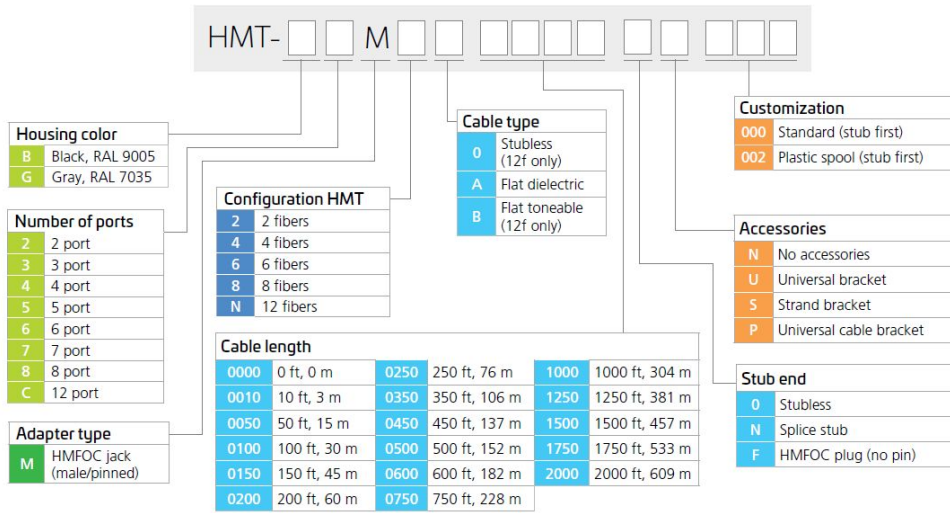 HMT- M
Housing color
B Black, RAL 9005
G Gray, RAL 7035
Number of ports
2 2 port
3 3 port
4 4 port
5 5 port
6 6 port
7 7 port
8 8 port
C 12 port
Adapter type
M HMFOC jack
(male/pinned)
Configuration HMT
2 2 fibers
4 4 fibers
6 6 fibers
8 8 fibers
N 12 fibers
Cable type
0 Stubless
(12f only)
A Flat dielectric
B Flat toneable
(12f only)
Cable length
0000 0 ft, 0 m 0250 250 ft, 76 m 1000 1000 ft, 304 m
0010 10 ft, 3 m 0350 350 ft, 106 m 1250 1250 ft, 381 m
0050 50 ft, 15 m 0450 450 ft, 137 m 1500 1500 ft, 457 m
0100 100 ft, 30 m 0500 500 ft, 152 m 1750 1750 ft, 533 m
0150 150 ft, 45 m 0600 600 ft, 182 m 2000 2000 ft, 609 m
0200 200 ft, 60 m 0750 750 ft, 228 m
Customization
000 Standard (stub first)
002 Plastic spool (stub first)
Accessories
N No accessories
U Universal bracket
S Strand bracket
P Universal cable bracket
Stub end
0 Stubless
N Splice stub
F HMFOC plug (no pin)